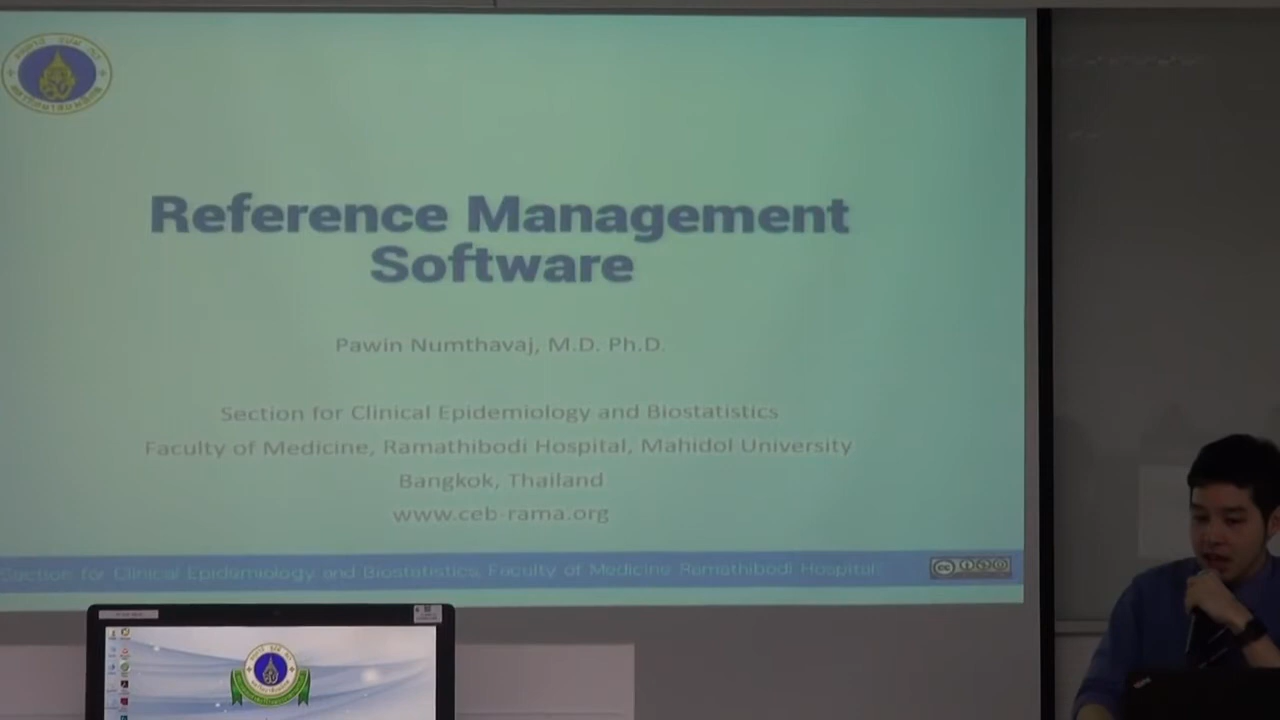 Reference Management
Software
Pawin Numthavaj, M.D. Ph.D.
Section for Clinical Epidemiology and Biostatistics
Faculty of Medicine, Ramathibodi Hospital, Mahidol University
Bangkok, Thailand
www.ceb-rama.org
Section for Clinical Epidemiology and Biostatistics, Faculty of Medicine Ramathibodi Hospital